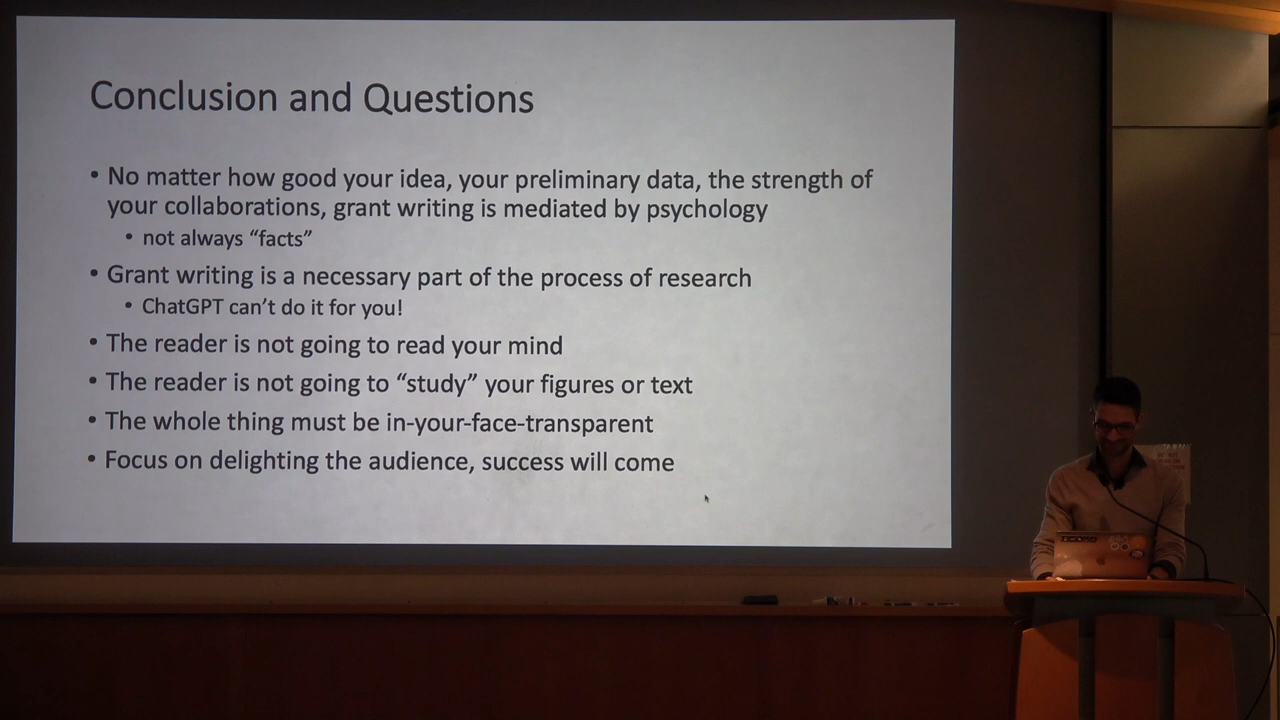 Conclusion and Questions
• No matter how good your idea, your preliminary data, the strength of
your collaborations, grant writing is mediated by psychology
• not always “facts”
• Grant writing is a necessary part of the process of research
• ChatGPT can’t do it for you!
• The reader is not going to read your mind
• The reader is not going to “study” your figures or text
• The whole thing must be in-your-face-transparent
• Focus on delighting the audience, success will come